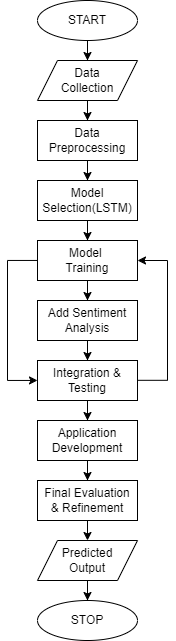 START
Data
Collection
Data
Preprocessing
Model
Selection(LSTM)
Model
Training
Add Sentiment
Analysis
Integration &
Testing
Application
Development
Final Evaluation
& Refinement
Predicted
Output
STOP